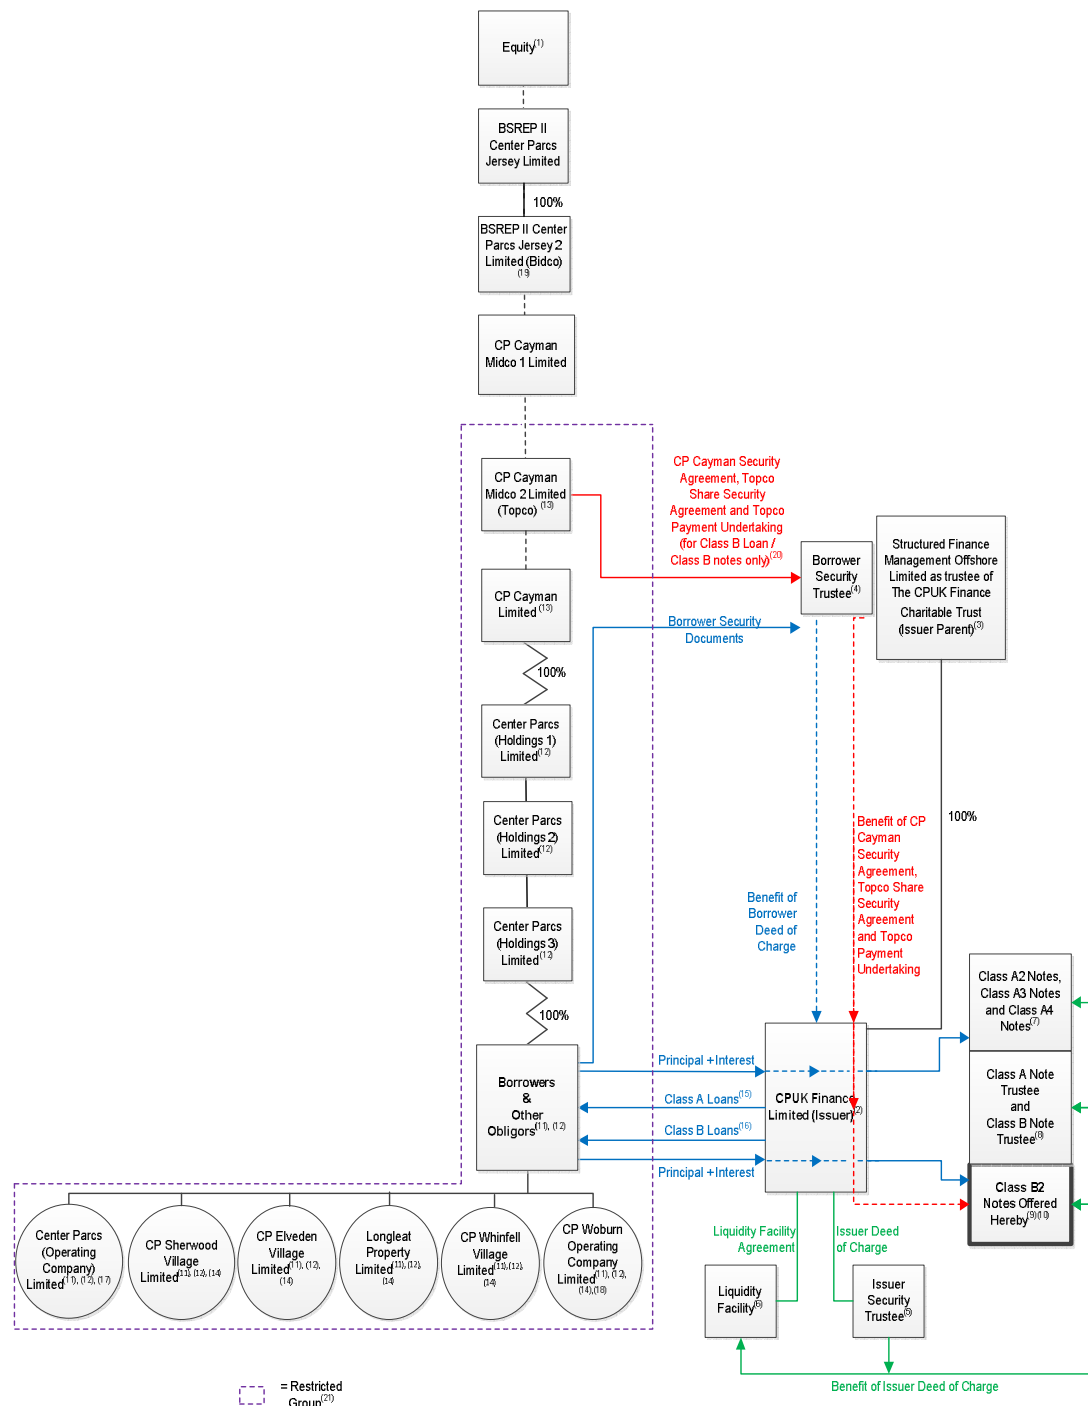 Equity(1)
BSREP II
Center Parcs
Jersey Limited
100%
BSREP II Center
Parcs Jersey 2
Limited (Bidco)
(19)
CP Cayman
Midco 1 Limited
CP Cayman
Midco 2 Limited
(Topco) (13)
CP Cayman Security
Agreement, Topco
Share Security
Agreement and Topco
Payment Undertaking
(for Class B Loan /
Class B notes only)(20)
Borrower
Security
Trustee(4)
Structured Finance
Management Offshore
Limited as trustee of
The CPUK Finance
Charitable Trust
(Issuer Parent)(3)
CP Cayman
Limited (13)
Borrower Security
Documents
100%
Center Parcs
(Holdings 1)
Limited(12)
Center Parcs
(Holdings 2)
Limited(12)
100%
Benefit of CP
Cayman
Security
Agreement,
Topco Share
Security
Agreement
and Topco
Payment
Undertaking
Benefit of
Borrower
Deed of
Charge
Center Parcs
(Holdings 3)
Limited(12)
100%
Class A2 Notes,
Class A3 Notes
and Class A4
Notes(7)
Borrowers
&
Other
Obligors(11), (12)
Principal + Interest
Class A Loans(15)
Class B Loans(16)
Principal + Interest
CPUK Finance
Limited (Issuer)(2)
Class A Note
Trustee
and
Class B Note
Trustee(8)
Class B2
Notes Offered
Hereby(9)(10)
Center Parcs
(Operating
Company)
Limited(11), (12), (17)
CP Sherwood
Village
Limited(11), (12), (14)
CP Elveden
Village
Limited(11), (12),
(14)
Longleat
Property
Limited(11), (12),
(14)
CP Whinfell
Village
Limited(11), (12),
(14)
CP Woburn
Operating
Company
Limited(11), (12),
(14),(18)
Liquidity Facility
Agreement
Issuer Deed
of Charge
Liquidity
Facility(6)
Issuer
Security
Trustee(5)
Benefit of Issuer Deed of Charge
= Restricted
Group(21)